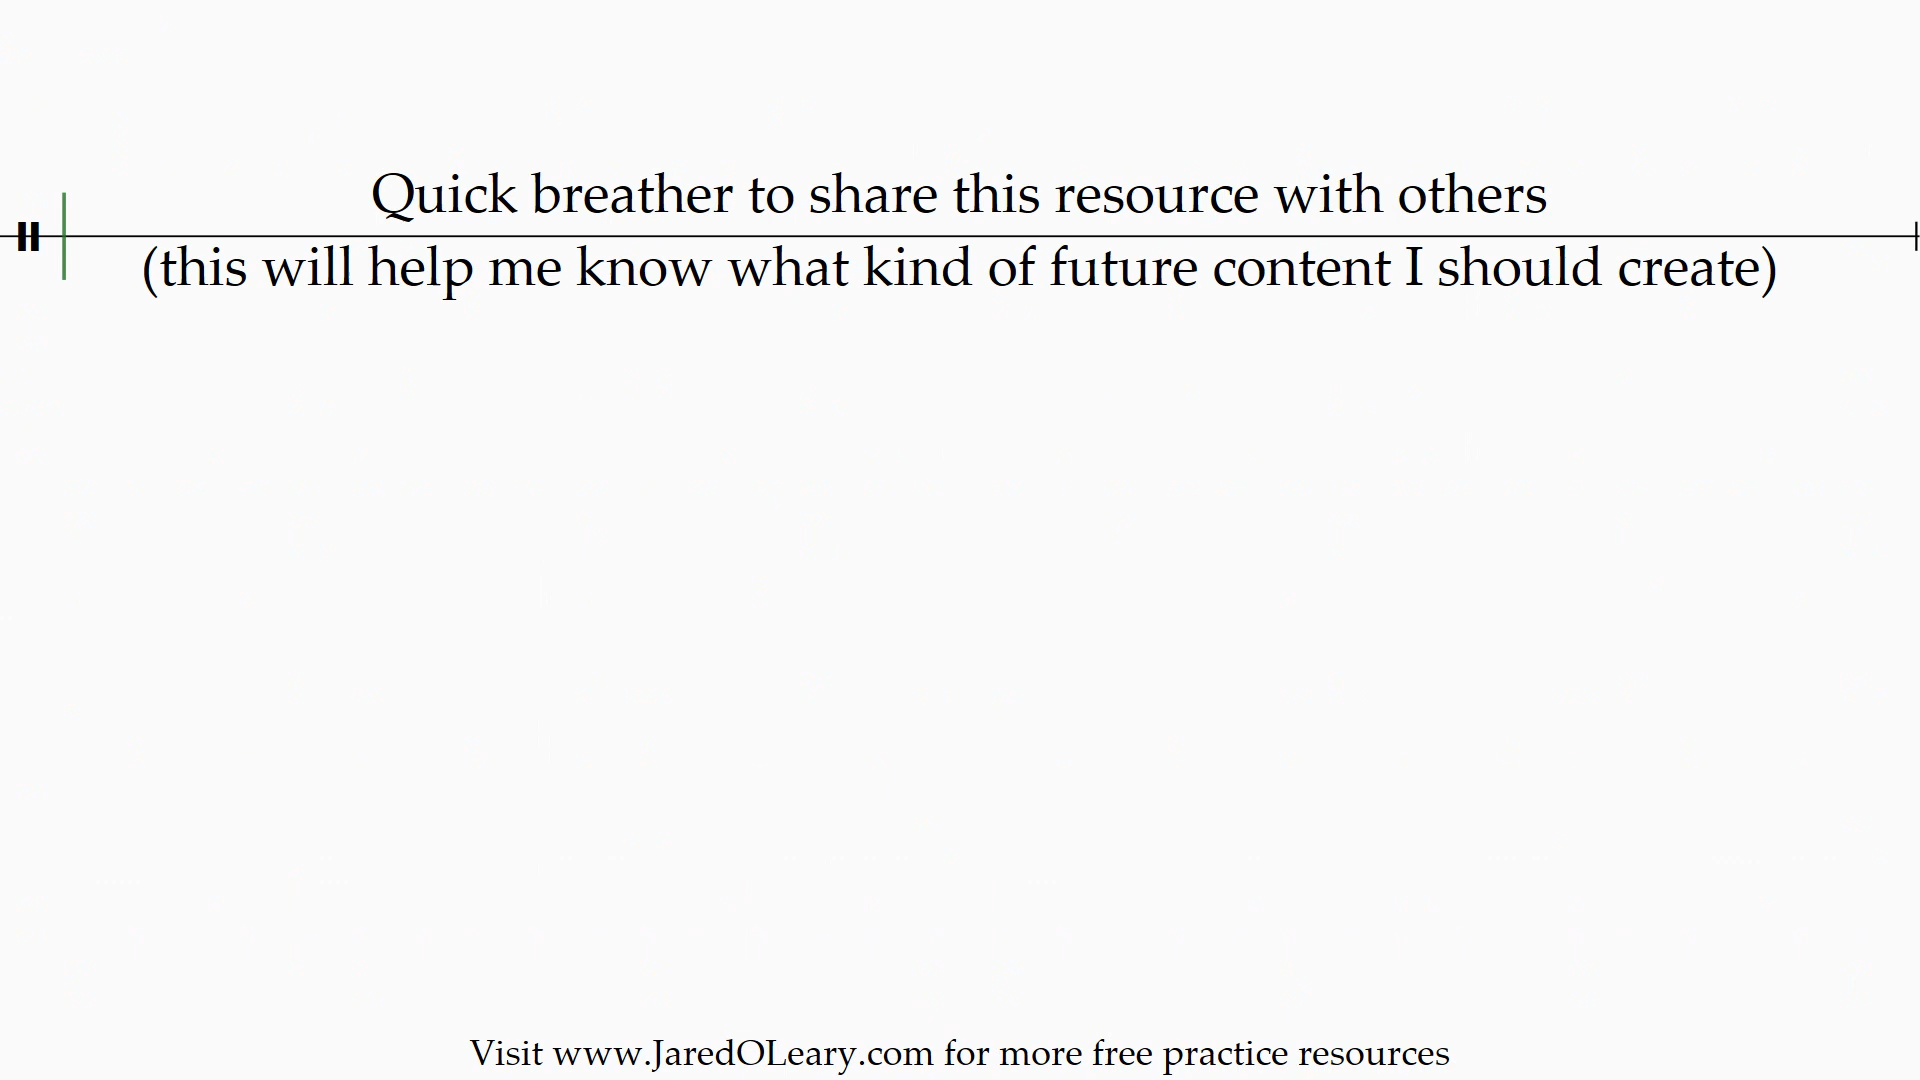 Quick breather to share this resource with others
(this will help me know what kind of future content I should create)
Visit www.JaredOLeary.com for more free practice resources